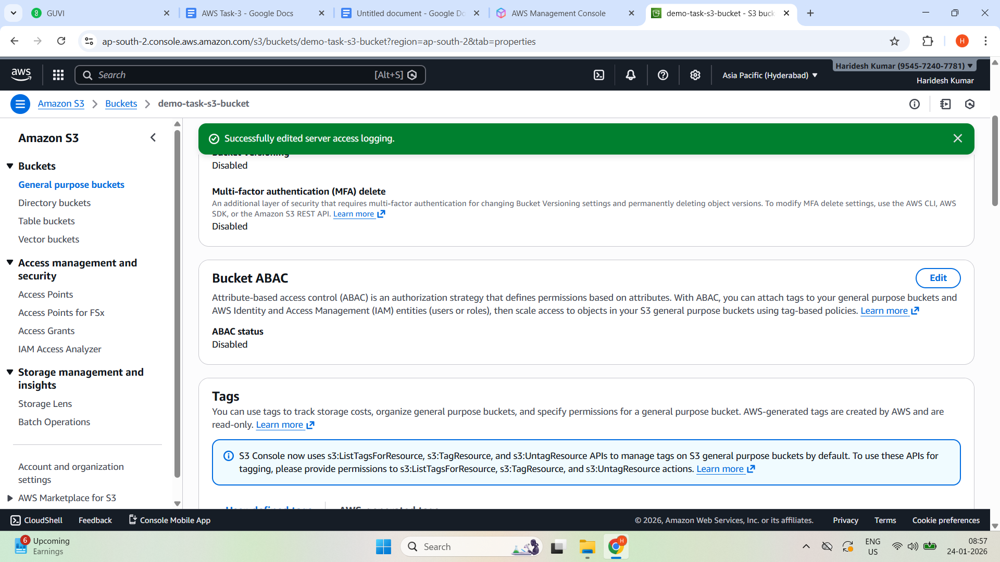 GUVI
AWS Task-3 - Google Docs
Untitled document - Google Do
AWS Management Console
demo-task-s3-bucket - S3 buck
ap-south-2.console.aws.amazon.com/s3/buckets/demo-task-s3-bucket?region=ap-south-2&tab=properties
H
aws
Search
[Alt+S]
Asia Pacific (Hyderabad)
Haridesh Kumar (9545-7240-7781)
Haridesh Kumar
Amazon S3
Buckets
demo-task-s3-bucket
Amazon S3
Buckets
General purpose buckets
Directory buckets
Table buckets
Vector buckets
Access management and
security
Access Points
Access Points for FSx
Access Grants
IAM Access Analyzer
Storage management and
insights
Storage Lens
Batch Operations
Account and organization
settings
AWS Marketplace for S3
Successfully edited server access logging.
Bucket Versioning
Disabled
Multi-factor authentication (MFA) delete
An additional layer of security that requires multi-factor authentication for changing Bucket Versioning settings and permanently deleting object versions. To modify MFA delete settings, use the AWS CLI, AWS
SDK, or the Amazon S3 REST API. Learn more
Disabled
Bucket ABAC
Edit
Attribute-based access control (ABAC) is an authorization strategy that defines permissions based on attributes. With ABAC, you can attach tags to your general purpose buckets and
AWS Identity and Access Management (IAM) entities (users or roles), then scale access to objects in your S3 general purpose buckets using tag-based policies. Learn more
ABAC status
Disabled
Tags
You can use tags to track storage costs, organize general purpose buckets, and specify permissions for a general purpose bucket. AWS-generated tags are created by AWS and are
read-only. Learn more
S3 Console now uses s3:ListTagsForResource, s3:TagResource, and s3:UntagResource APIs to manage tags on S3 general purpose buckets by default. To use these APIs for
tagging, please provide permissions to s3:ListTagsForResource, s3:TagResource, and s3:UntagResource actions. Learn more
User-defined tags
AWS-generated tags
CloudShell
Feedback
Console Mobile App
© 2026, Amazon Web Services, Inc. or its affiliates.
Privacy
Terms
Cookie preferences
6
Upcoming
Earnings
Search
H
ENG
US
08:57
24-01-2026